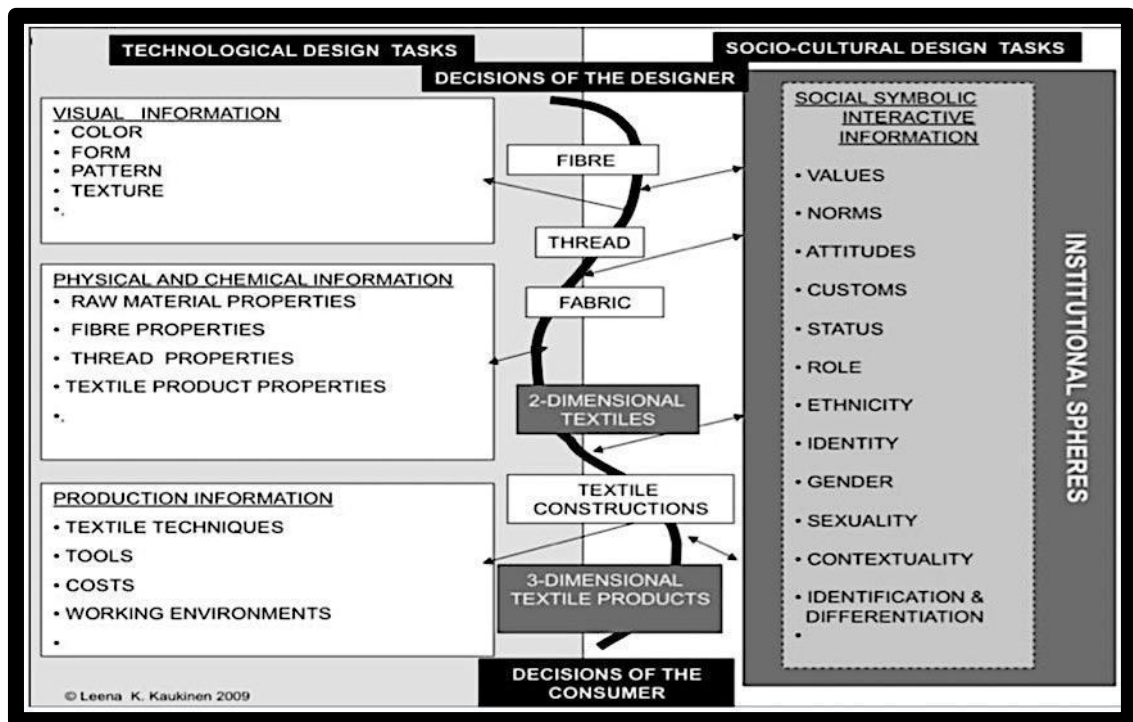 TECHNOLOGICAL DESIGN TASKS
SOCIO-CULTURAL DESIGN TASKS
DECISIONS OF THE DESIGNER
VISUAL INFORMATION
• COLOR
• FORM
• PATTERN
• TEXTURE
•.
PHYSICAL AND CHEMICAL INFORMATION
• RAW MATERIAL PROPERTIES
• FIBRE PROPERTIES
• THREAD PROPERTIES
• TEXTILE PRODUCT PROPERTIES
•.
PRODUCTION INFORMATION
• TEXTILE TECHNIQUES
• TOOLS
• COSTS
• WORKING ENVIRONMENTS
•
FIBRE
THREAD
FABRIC
2-DIMENSIONAL
TEXTILES
TEXTILE
CONSTRUCTIONS
3-DIMENSIONAL
TEXTILE PRODUCTS
DECISIONS OF THE
CONSUMER
SOCIAL SYMBOLIC
INTERACTIVE
INFORMATION
• VALUES
• NORMS
• ATTITUDES
• CUSTOMS
• STATUS
• ROLE
• ETHNICITY
• IDENTITY
• GENDER
• SEXUALITY
• CONTEXTUALITY
• IDENTIFICATION &
DIFFERENTIATION
•
INSTITUTIONAL SPHERES
© Leena K. Kaukinen 2009